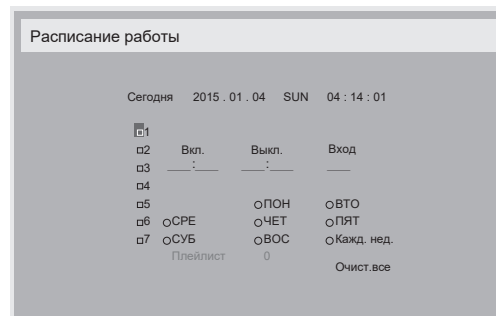 Расписание работы
Сегодня 2015 . 01 . 04 SUN 04 : 14 : 01
1
2 Вкл. Выкл. Вход
3 ___:___ ___:___ ___
4
5 ПОН ВТО
6 СРЕ ЧЕТ ПЯТ
7 СУБ ВОС Кажд. нед.
Плейлист 0
Очист.все